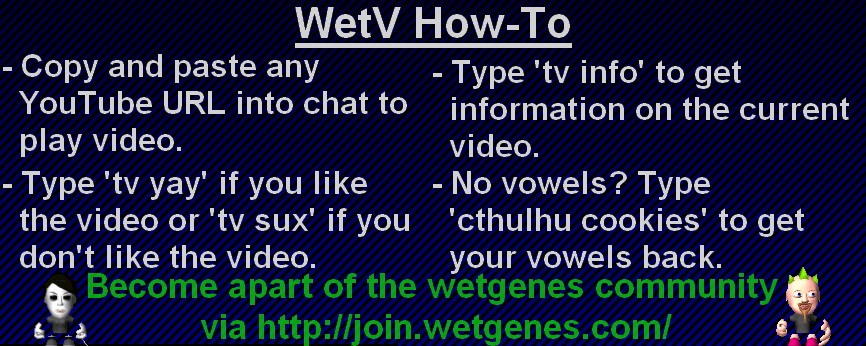 WetV How-To
- Copy and paste any
YouTube URL into chat to
play video.
- Type 'tv yay' if you like
the video or 'tv sux' if you
don't like the video.
- Type 'tv info' to get
information on the current
video.
- No vowels? Type
'cthulhu cookies' to get
your vowels back.
Become apart of the wetgenes community
via http://join.wetgenes.com/